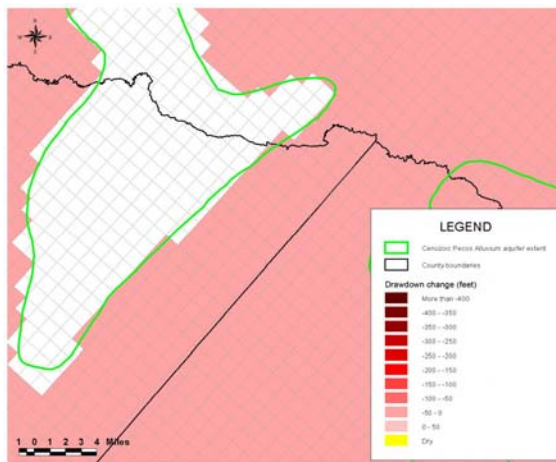 N
LEGEND
Cenozoic Pecos Alluvium aquifer extent
County boundaries
Drawdown change (feet)
More than -400
-400 - -350
-350 - -300
-300 - -250
-250 - -200
-200 - -150
-150 - -100
-100 - -50
-50 - 0
0 - 50
Dry
1 0 1 2 3 4 Miles